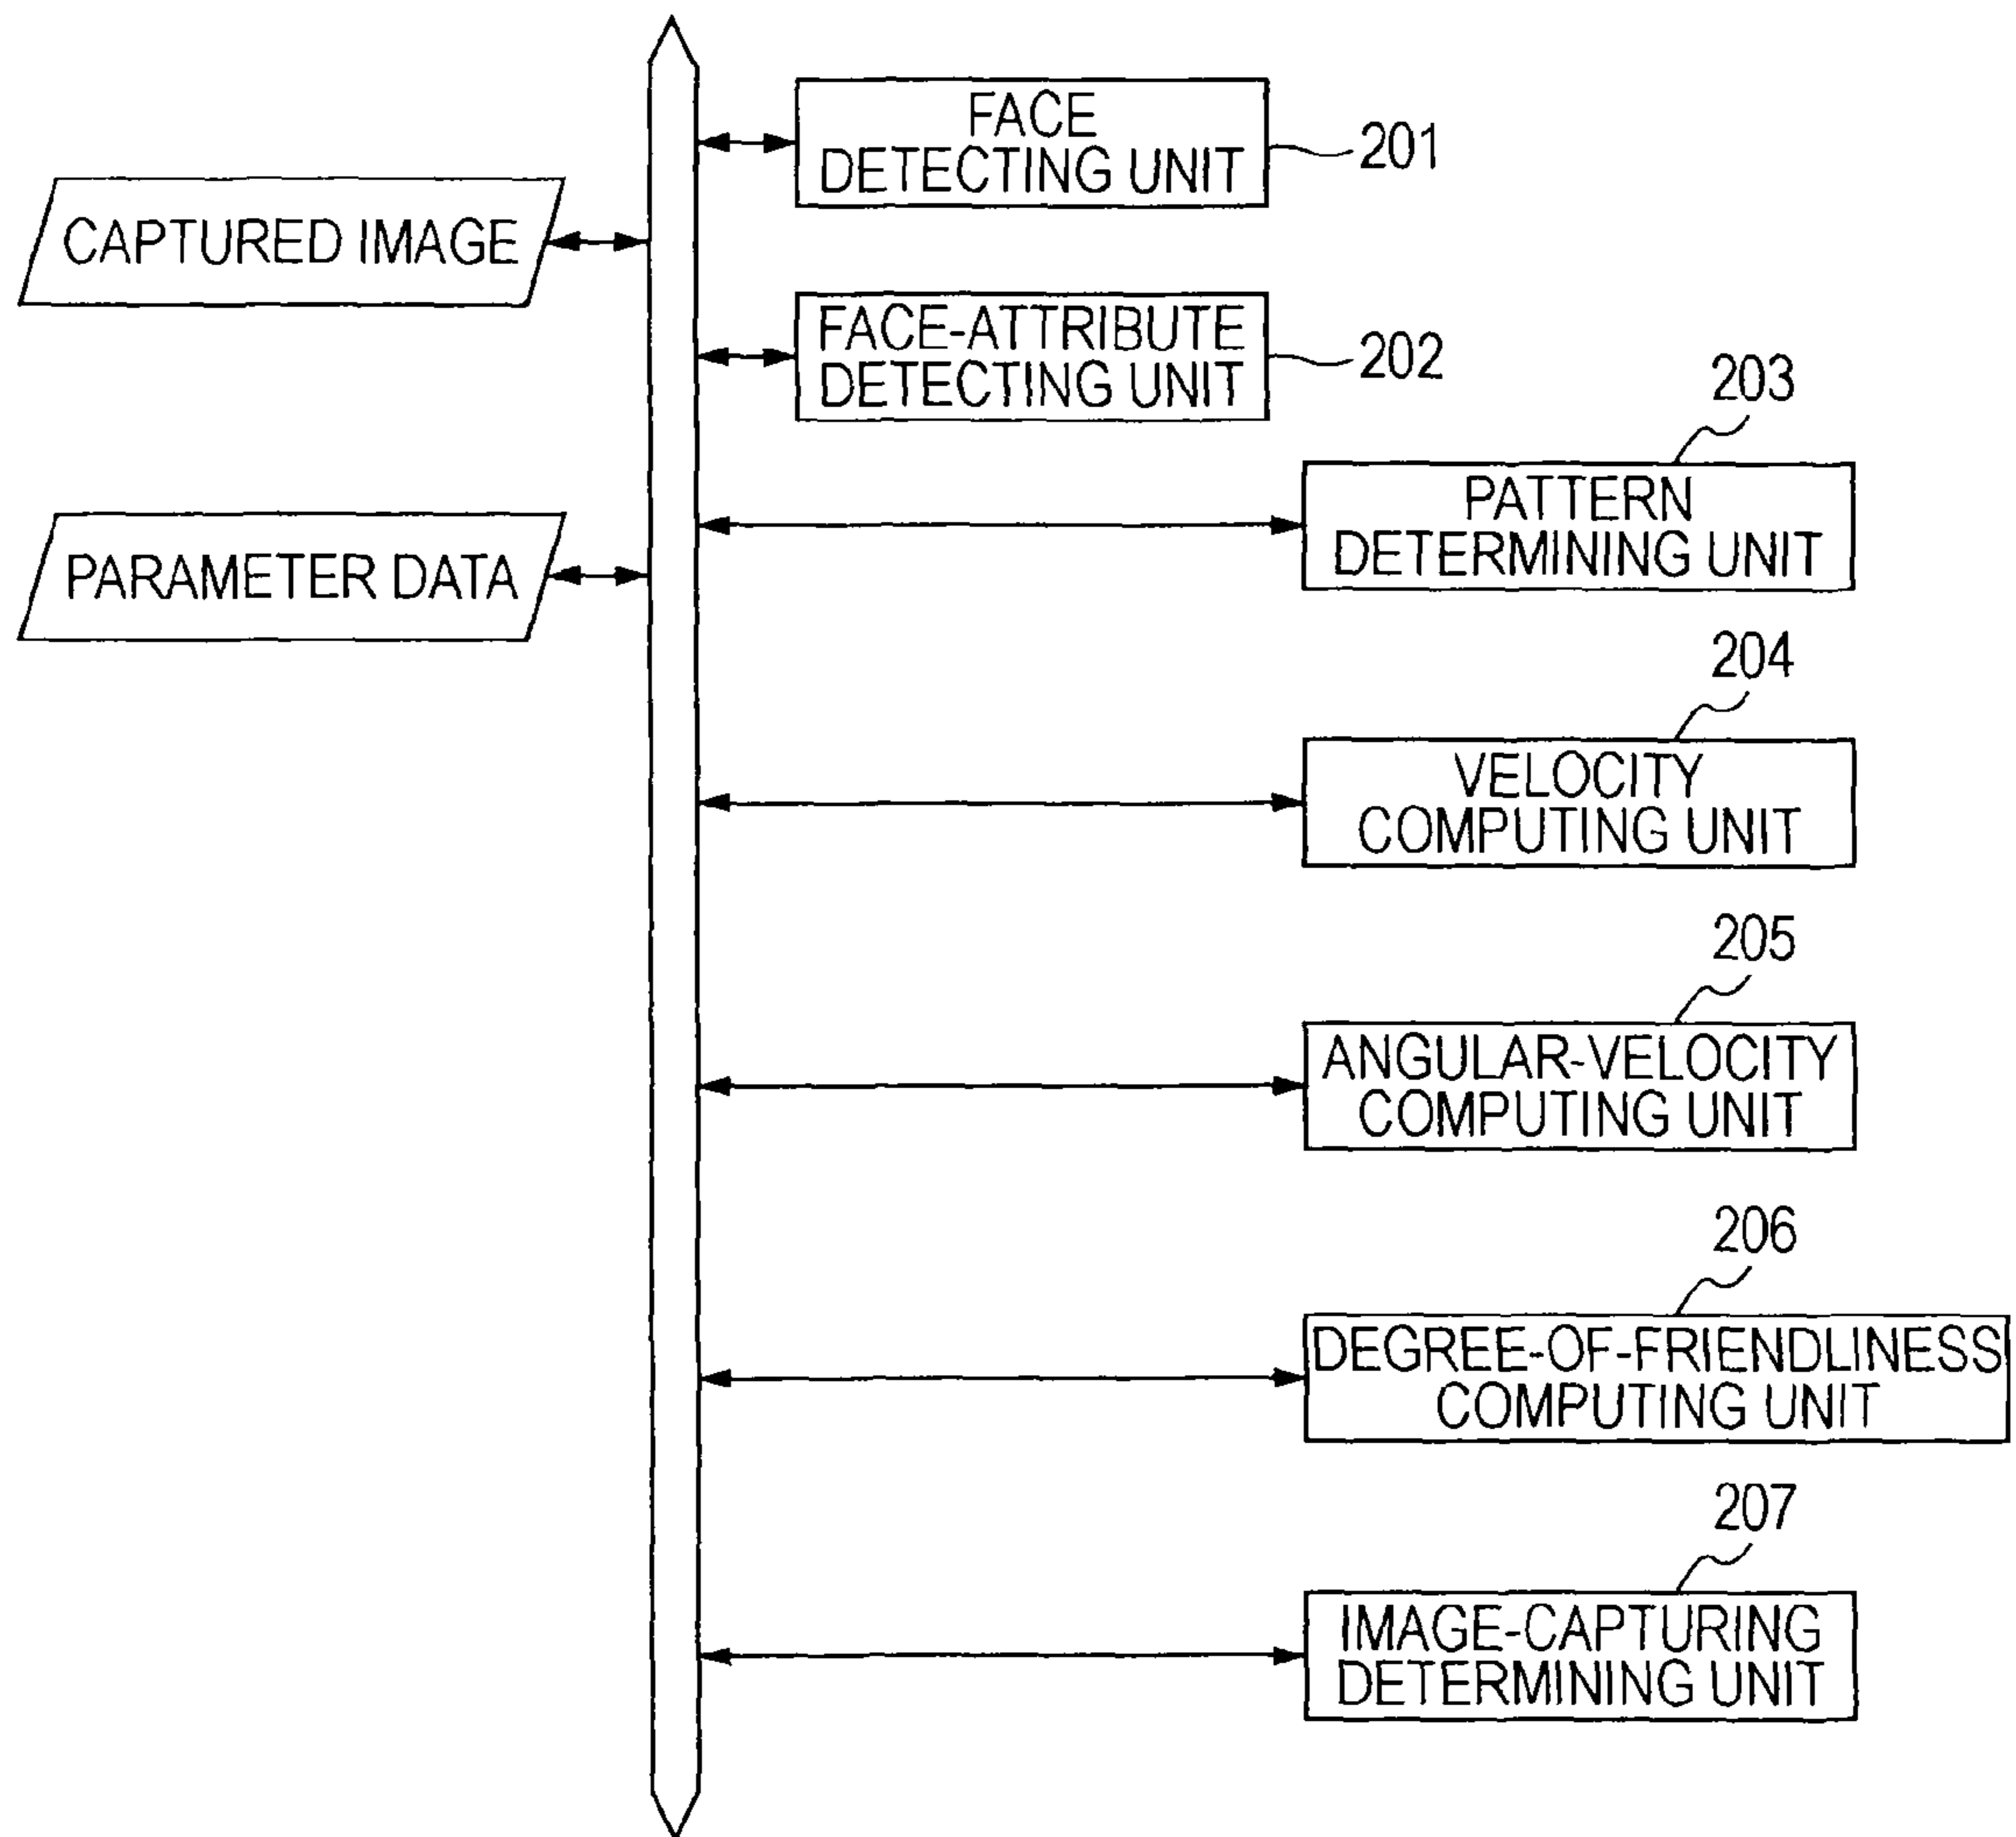 FACE
DETECTING UNIT
201
CAPTURED IMAGE
FACE-ATTRIBUTE
DETECTING UNIT
202
203
PATTERN
DETERMINING UNIT
PARAMETER DATA
204
VELOCITY
COMPUTING UNIT
205
ANGULAR-VELOCITY
COMPUTING UNIT
206
DEGREE-OF-FRIENDLINESS
COMPUTING UNIT
207
IMAGE-CAPTURING
DETERMINING UNIT